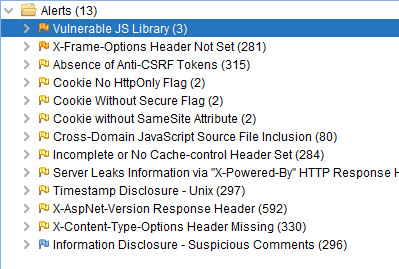 Alerts (13)
Vulnerable JS Library (3)
X-Frame-Options Header Not Set (281)
Absence of Anti-CSRF Tokens (315)
Cookie No HttpOnly Flag (2)
Cookie Without Secure Flag (2)
Cookie without SameSite Attribute (2)
Cross-Domain JavaScript Source File Inclusion (80)
Incomplete or No Cache-control Header Set (284)
Server Leaks Information via "X-Powered-By" HTTP Response H
Timestamp Disclosure - Unix (297)
X-AspNet-Version Response Header (592)
X-Content-Type-Options Header Missing (330)
Information Disclosure - Suspicious Comments (296)